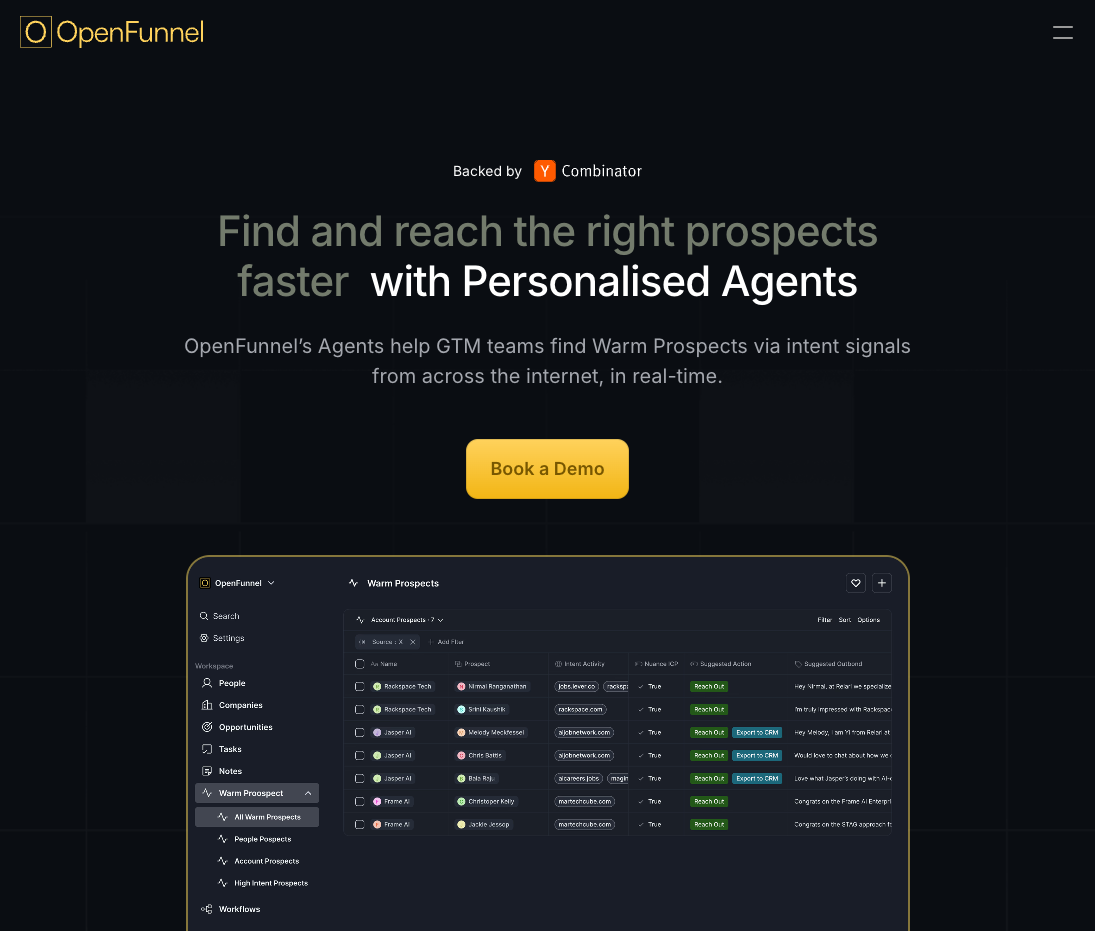 O OpenFunnel
Backed by Y Combinator
Find and reach the right prospects
faster with Personalised Agents
OpenFunnel's Agents help GTM teams find Warm Prospects via intent signals
from across the internet, in real-time.
Book a Demo
OpenFunnel
Search
Settings
Workspace
People
Companies
Opportunities
Tasks
Notes
Warm Proospect
All Warm Prospects
People Pospects
Account Prospects
High Intent Prospects
Workflows
Warm Prospects
Account Prospects · 7 Filter Sort Options
Source : X Add Flter
Name Prospect Intent Activity Nuance ICP Suggested Action Suggested Outbond
Rackspace Tech Nirmal Ranganathan jobs.lever.co racksp True Reach Out Hey Nirmal, at Relari we specialize
Rackspace Tech Srini Kaushik rackspace.com True Reach Out I'm truly impressed with Rackspac
Jasper AI Melody Meckfessel aijobnetwork.com True Reach Out Export to CRM Hey Melody, I am Yi from Relari at
Jasper AI Chris Battis aijobnetwork.com True Reach Out Export to CRM Would love to chat about how we
Jasper AI Bala Raju aicareers.jobs magin True Reach Out Export to CRM Love what Jasper's doing with AI-
Frame AI Christoper Kelly martechcube.com True Reach Out Congrats on the Frame AI Enterpri
Frame AI Jackie Jessop martechcube.com True Reach Out Congrats on the STAG approach